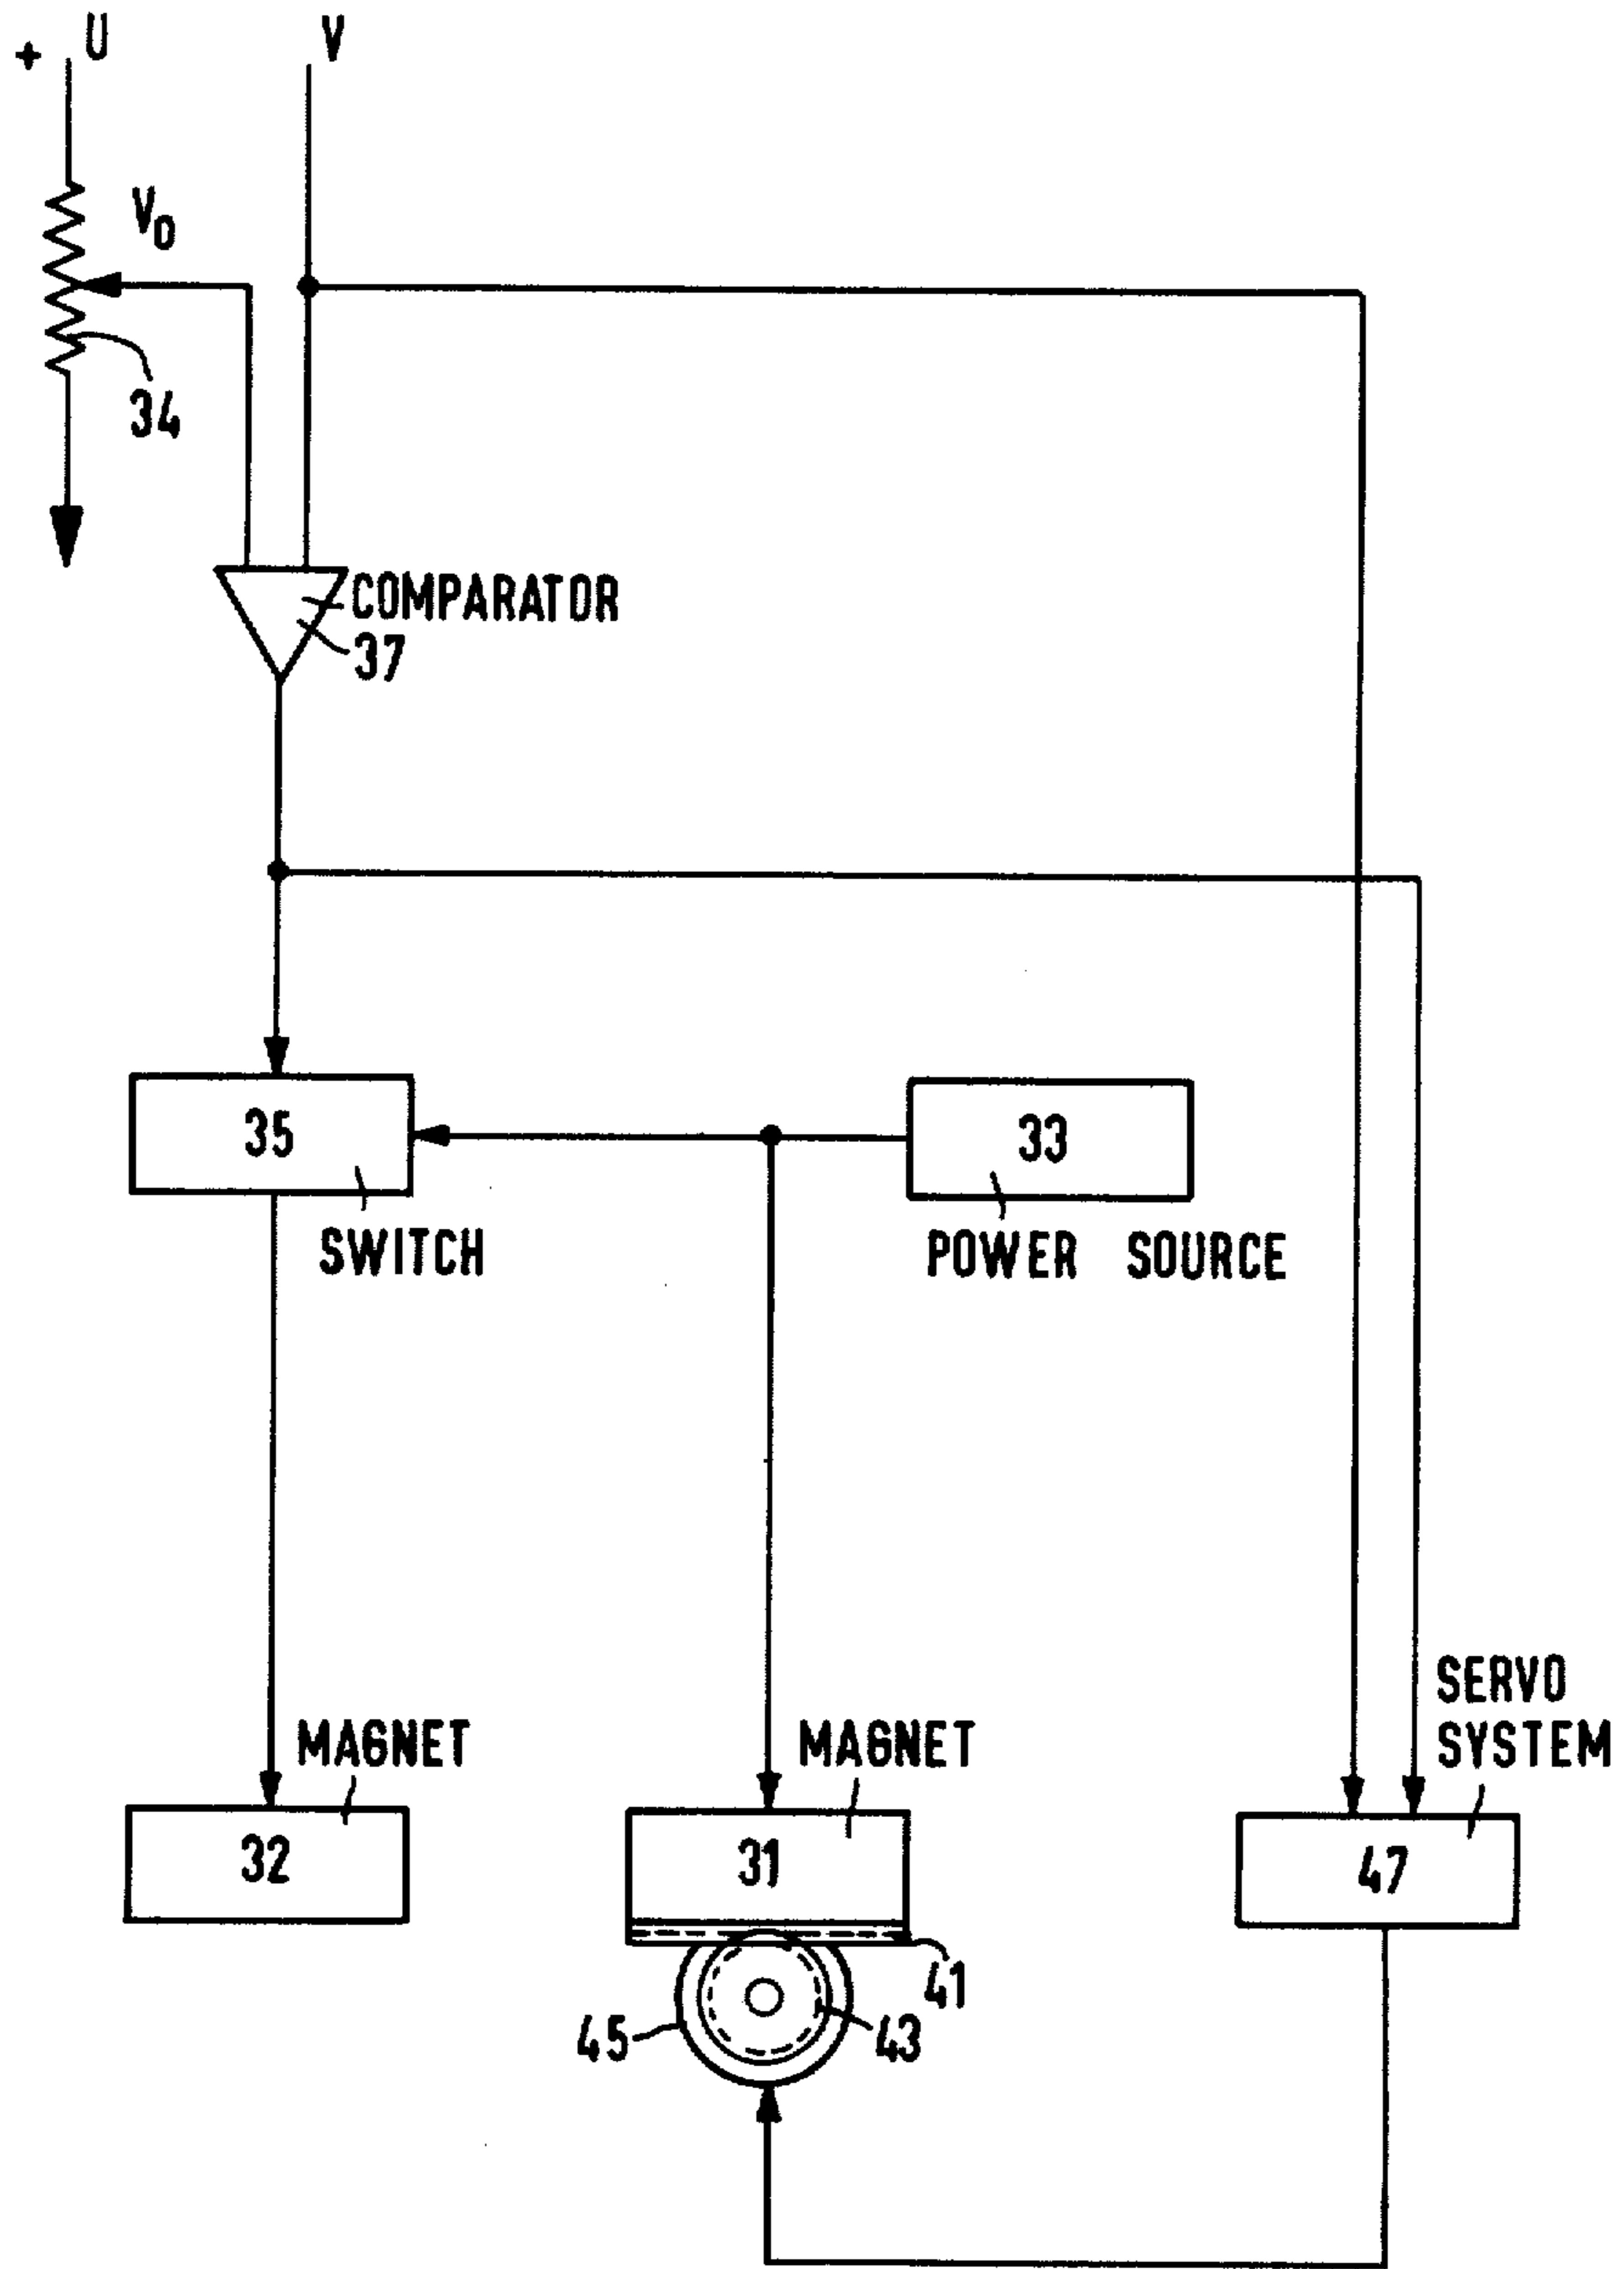 + U
V
V0
34
COMPARATOR
37
35
SWITCH
33
POWER SOURCE
MAGNET
32
MAGNET
31
SERVO
SYSTEM
47
41
43
45